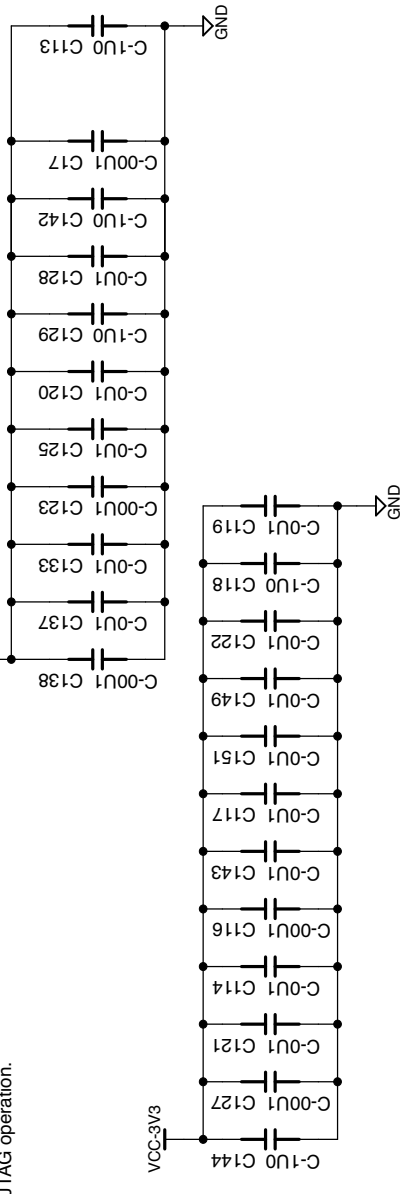 C113 C-1U0
GND
C17 C-00U1
C142 C-1U0
C128 C-0U1
C129 C-1U0
C120 C-0U1
C125 C-0U1
C123 C-00U1
C133 C-0U1
C137 C-0U1
C138 C-00U1
C119 C-0U1
GND
C118 C-1U0
C122 C-0U1
C149 C-0U1
C151 C-0U1
C117 C-0U1
C143 C-0U1
C116 C-00U1
C114 C-0U1
C121 C-0U1
C127 C-00U1
C144 C-1U0
VCC-3V3
JTAG operation.